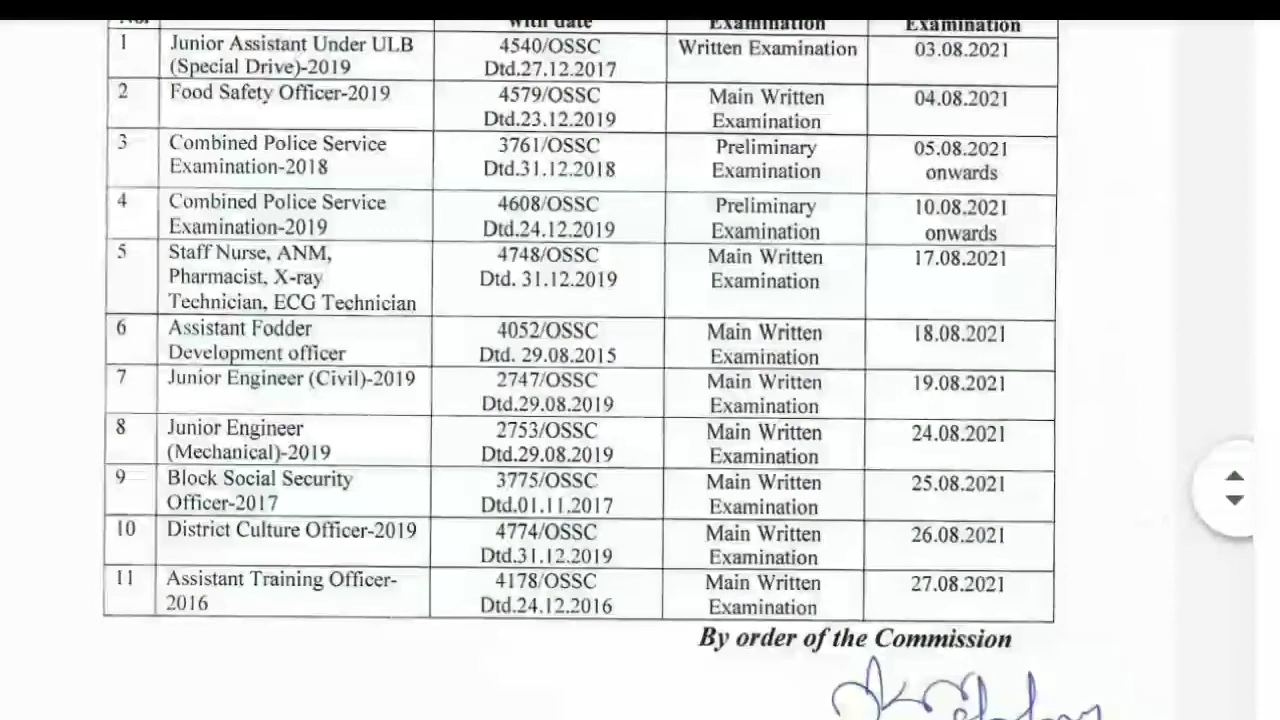 No.
with date
Examination
Examination
1
Junior Assistant Under ULB
(Special Drive)-2019
4540/OSSC
Dtd.27.12.2017
Written Examination
03.08.2021
2
Food Safety Officer-2019
4579/OSSC
Dtd.23.12.2019
Main Written
Examination
04.08.2021
3
Combined Police Service
Examination-2018
3761/OSSC
Dtd.31.12.2018
Preliminary
Examination
05.08.2021
onwards
4
Combined Police Service
Examination-2019
4608/OSSC
Dtd.24.12.2019
Preliminary
Examination
10.08.2021
onwards
5
Staff Nurse, ANM,
Pharmacist, X-ray
Technician, ECG Technician
4748/OSSC
Dtd. 31.12.2019
Main Written
Examination
17.08.2021
6
Assistant Fodder
Development officer
4052/OSSC
Dtd. 29.08.2015
Main Written
Examination
18.08.2021
7
Junior Engineer (Civil)-2019
2747/OSSC
Dtd.29.08.2019
Main Written
Examination
19.08.2021
8
Junior Engineer
(Mechanical)-2019
2753/OSSC
Dtd.29.08.2019
Main Written
Examination
24.08.2021
9
Block Social Security
Officer-2017
3775/OSSC
Dtd.01.11.2017
Main Written
Examination
25.08.2021
10
District Culture Officer-2019
4774/OSSC
Dtd.31.12.2019
Main Written
Examination
26.08.2021
11
Assistant Training Officer-
2016
4178/OSSC
Dtd.24.12.2016
Main Written
Examination
27.08.2021
By order of the Commission